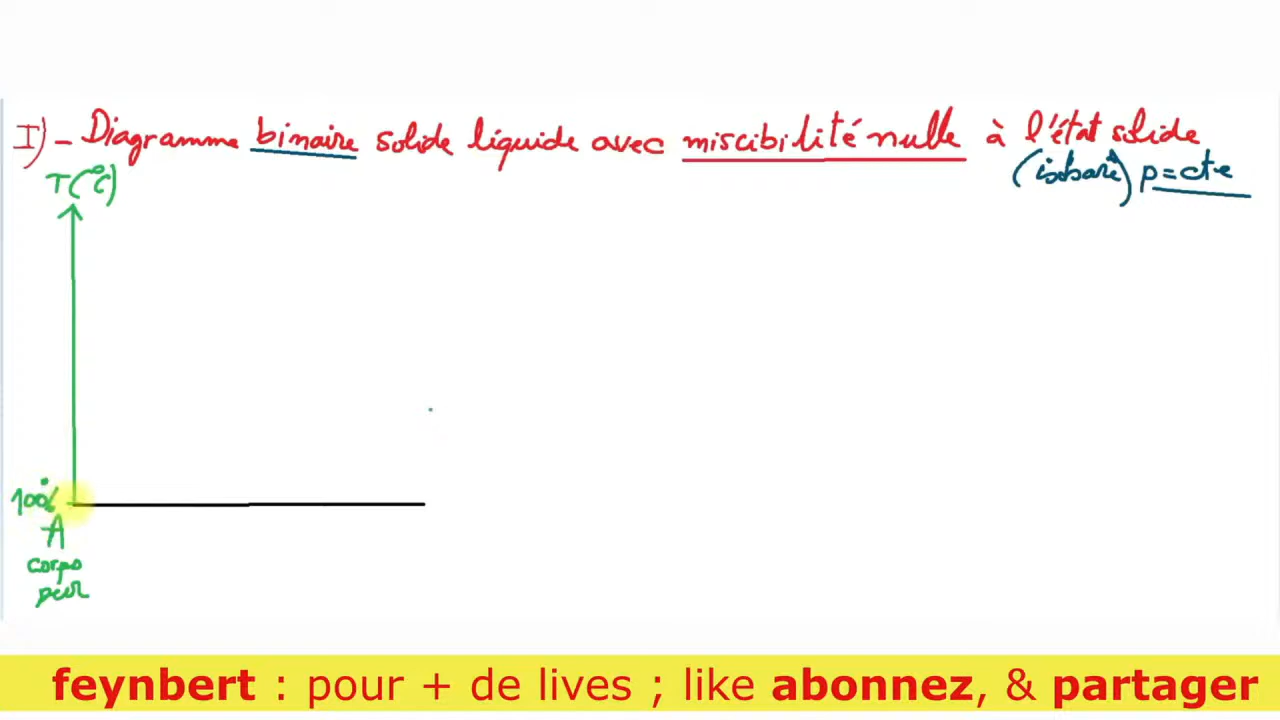 I) - Diagramme binaire solide liquide avec miscibilité nulle à l'état solide
(isobare) p = cte
T(°C)
100%
A
corps
pur
feynbert : pour + de lives ; like abonnez, & partager